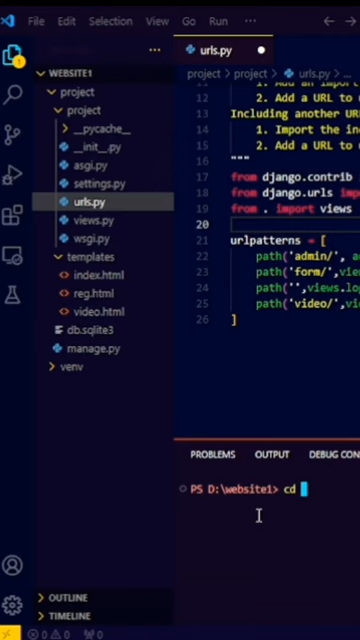 File Edit Selection View Go Run ···
···
urls.py
WEBSITE1
project
project
__pycache__
__init__.py
asgi.py
settings.py
urls.py
views.py
wsgi.py
templates
index.html
reg.html
video.html
db.sqlite3
manage.py
venv
OUTLINE
TIMELINE
project > project > urls.py > ...
12 2. Add a URL to
13 Including another UR
14 1. Import the in
15 2. Add a URL to
16 """
17 from django.contrib
18 from django.urls impo
19 from . import views
20
21 urlpatterns = [
22 path('admin/', a
23 path('form/',vie
24 path('',views.lo
25 path('video/',vi
26 ]
PROBLEMS OUTPUT DEBUG CON
PS D:\website1> cd
0 0 0